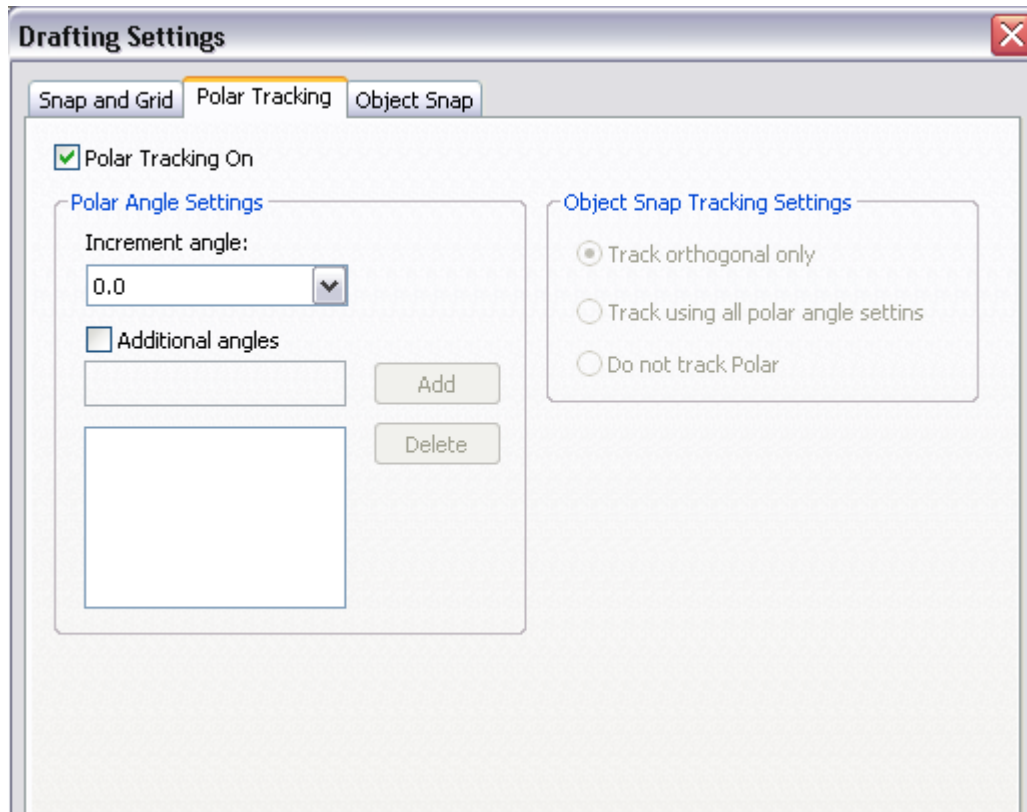 Drafting Settings
Snap and Grid
Polar Tracking
Object Snap
Polar Tracking On
Polar Angle Settings
Increment angle:
0.0
Additional angles
Add
Delete
Object Snap Tracking Settings
Track orthogonal only
Track using all polar angle settins
Do not track Polar